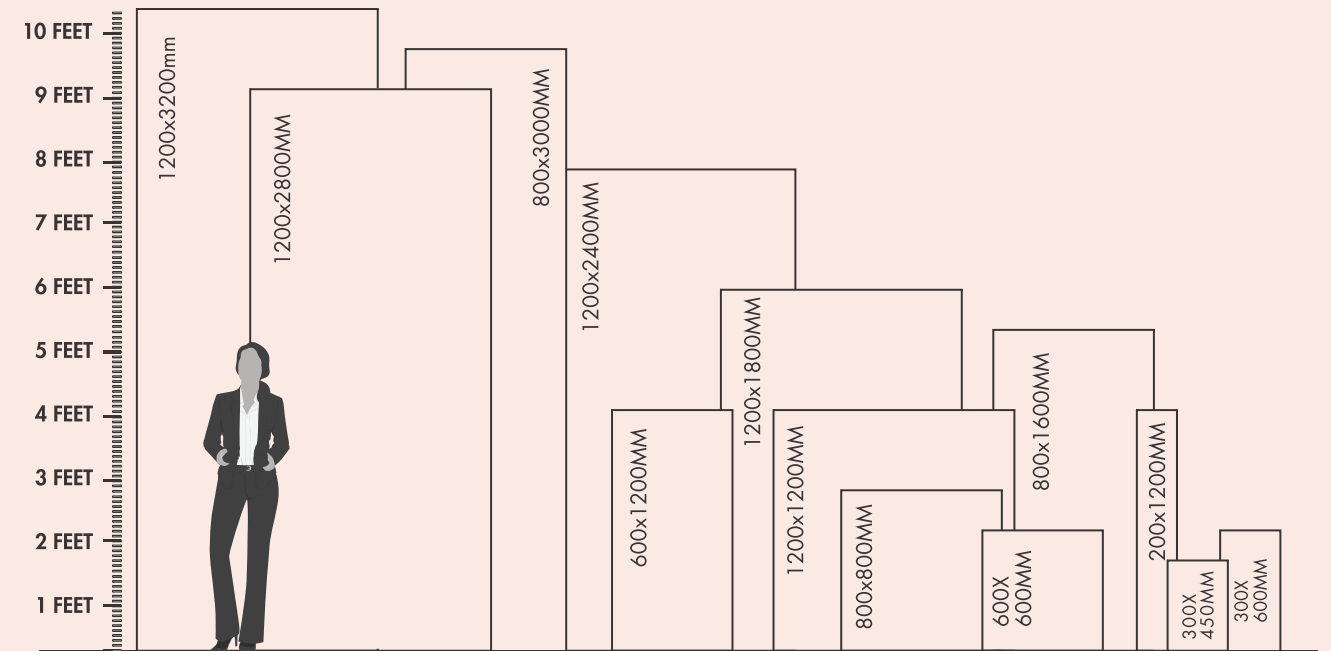 10 FEET
9 FEET
8 FEET
7 FEET
6 FEET
5 FEET
4 FEET
3 FEET
2 FEET
1 FEET
1200x3200mm
1200x2800MM
800x3000MM
1200x2400MM
600x1200MM
1200x1800MM
1200x1200MM
800x800MM
600X
600MM
800x1600MM
200x1200MM
300X
450MM
300X
600MM